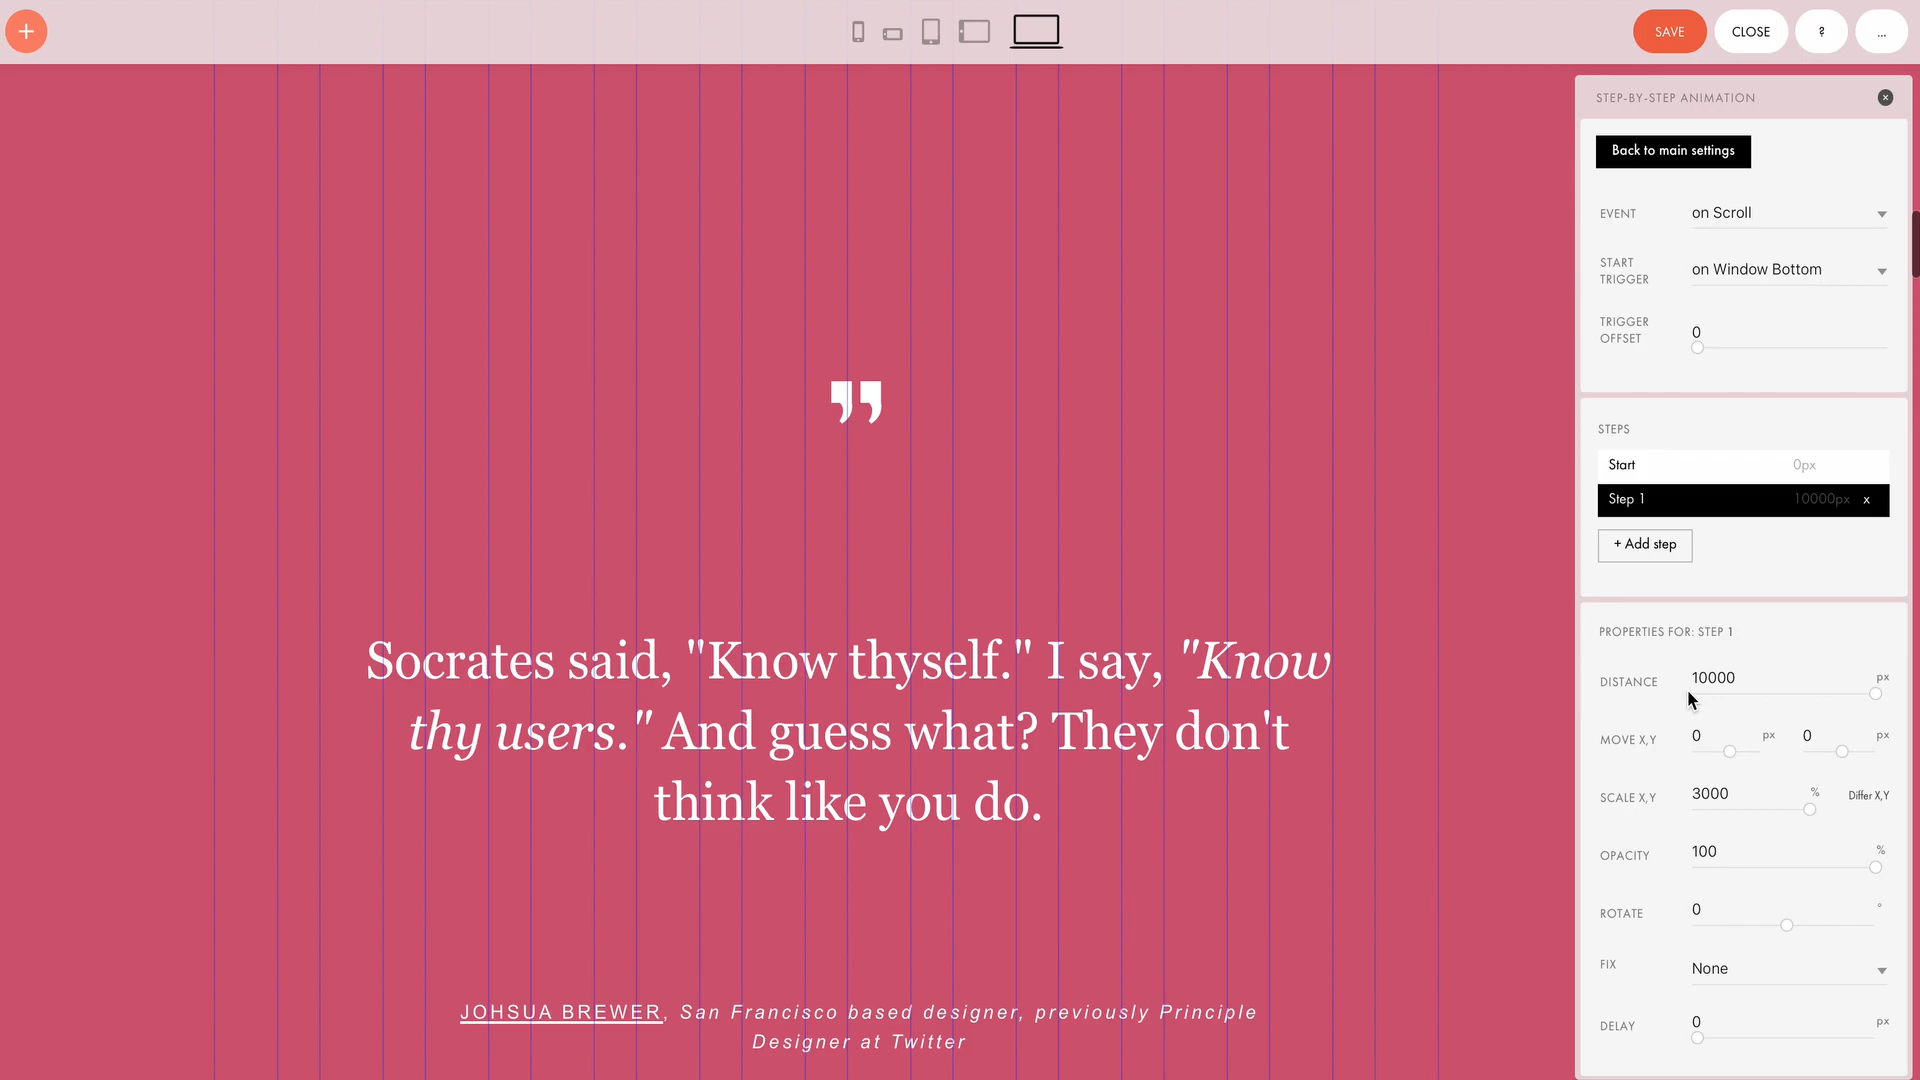 +
SAVE
CLOSE
?
...
STEP-BY-STEP ANIMATION
Back to main settings
EVENT
on Scroll
START
TRIGGER
on Window Bottom
TRIGGER
OFFSET
0
STEPS
Start 0px
Step 1 10000px x
+ Add step
PROPERTIES FOR: STEP 1
DISTANCE 10000 px
MOVE X,Y 0 px 0 px
SCALE X,Y 3000 % Differ X,Y
OPACITY 100 %
ROTATE 0 °
FIX None
DELAY 0 px
"
Socrates said, "Know thyself." I say, "Know
thy users." And guess what? They don't
think like you do.
JOHSUA BREWER, San Francisco based designer, previously Principle
Designer at Twitter